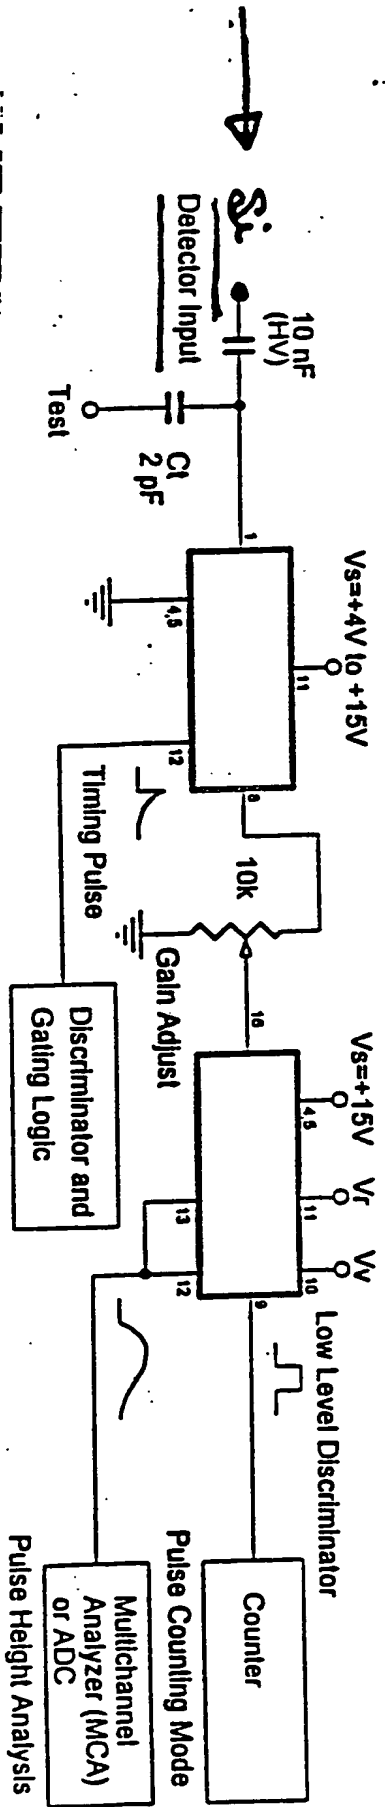 Si
Detector Input
10 nF
(HV)
Test
Ct
2 pF
1
Vs=+4V to +15V
11
4,5
12
8
Timing Pulse
10k
Gain Adjust
Discriminator and
Gating Logic
16
Vs=+15V
4,5
Vr
11
Vv
10
13
12
9
Low Level Discriminator
Counter
Pulse Counting Mode
Multichannel
Analyzer (MCA)
or ADC
Pulse Height Analysis